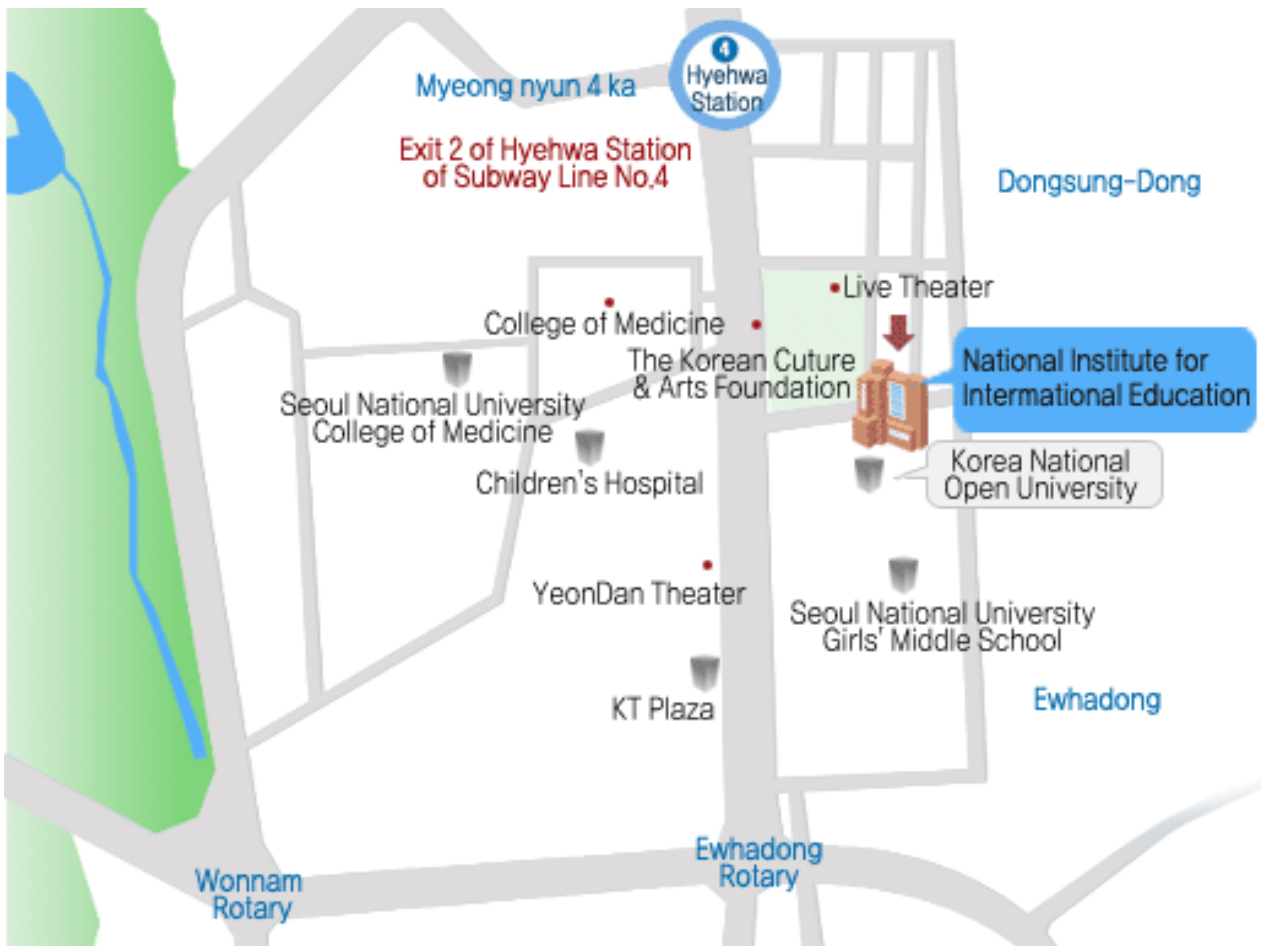 4
Hyehwa
Station
Myeong nyun 4 ka
Exit 2 of Hyehwa Station
of Subway Line No.4
Dongsung-Dong
Live Theater
College of Medicine
The Korean Cuture
& Arts Foundation
National Institute for
Intermational Education
Seoul National University
College of Medicine
Children's Hospital
Korea National
Open University
YeonDan Theater
Seoul National University
Girls' Middle School
KT Plaza
Ewhadong
Ewhadong
Rotary
Wonnam
Rotary